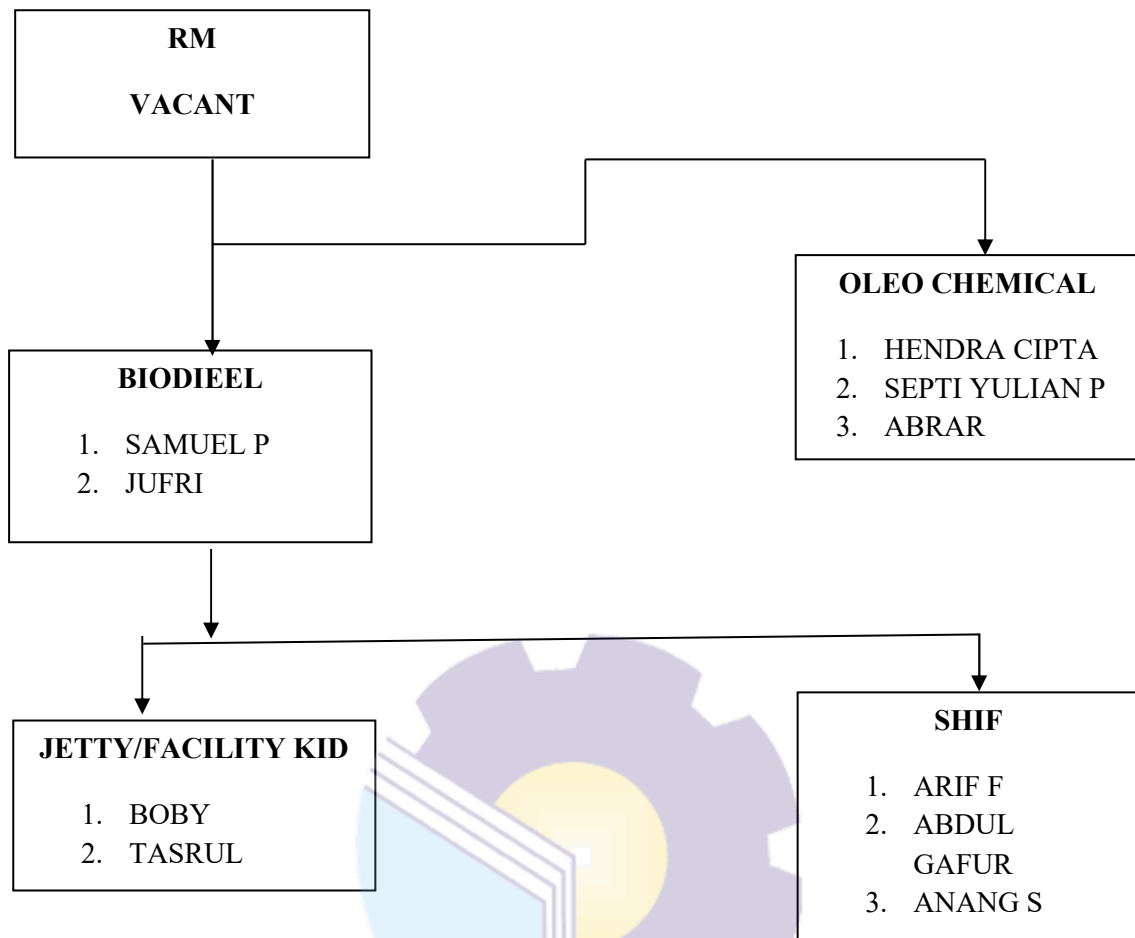 RM
VACANT
OLEO CHEMICAL
1. HENDRA CIPTA
2. SEPTI YULIAN P
3. ABRAR
BIODIEEL
1. SAMUEL P
2. JUFRI
JETTY/FACILITY KID
1. BOBY
2. TASRUL
SHIF
1. ARIF F
2. ABDUL
GAFUR
3. ANANG S